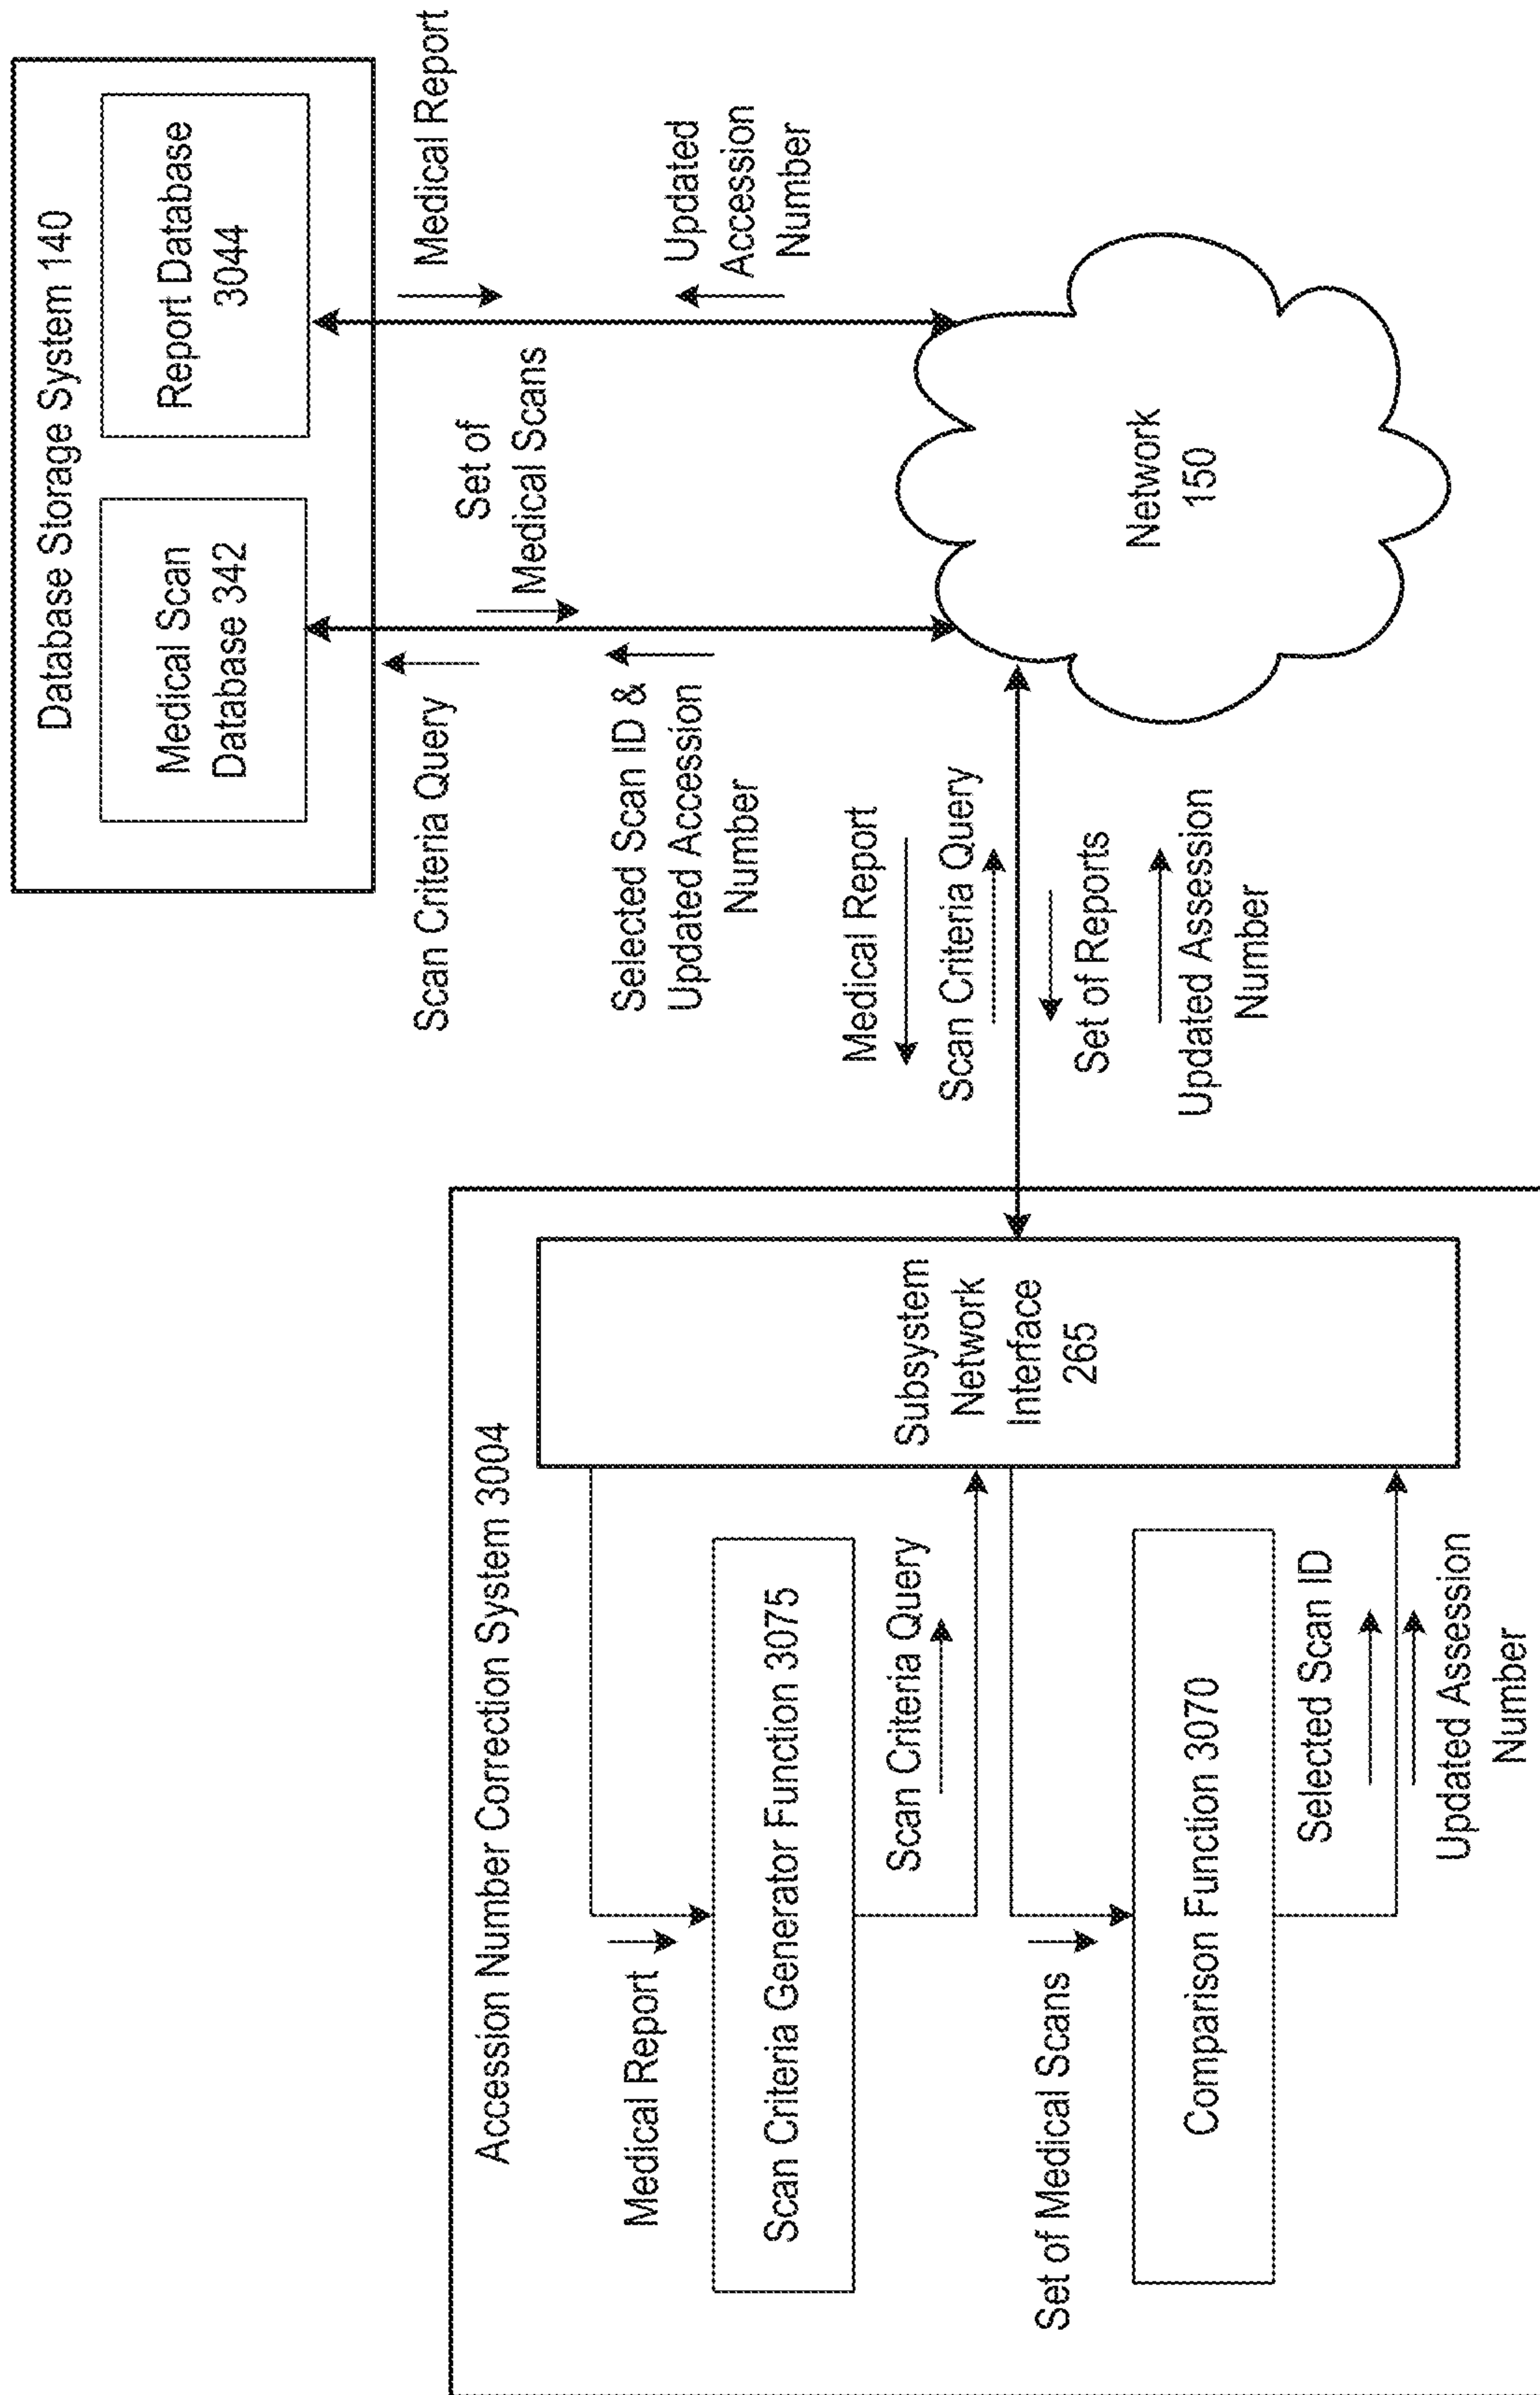 Accession Number Correction System 3004
Medical Report
Scan Criteria Generator Function 3075
Scan Criteria Query
Set of Medical Scans
Comparison Function 3070
Selected Scan ID
Updated Assession
Number
Subsystem
Network
Interface
265
Medical Report
Scan Criteria Query
Set of Reports
Updated Assession
Number
Database Storage System 140
Medical Scan
Database 342
Report Database
3044
Scan Criteria Query
Selected Scan ID &
Updated Accession
Number
Set of
Medical Scans
Medical Report
Updated
Accession
Number
Network
150